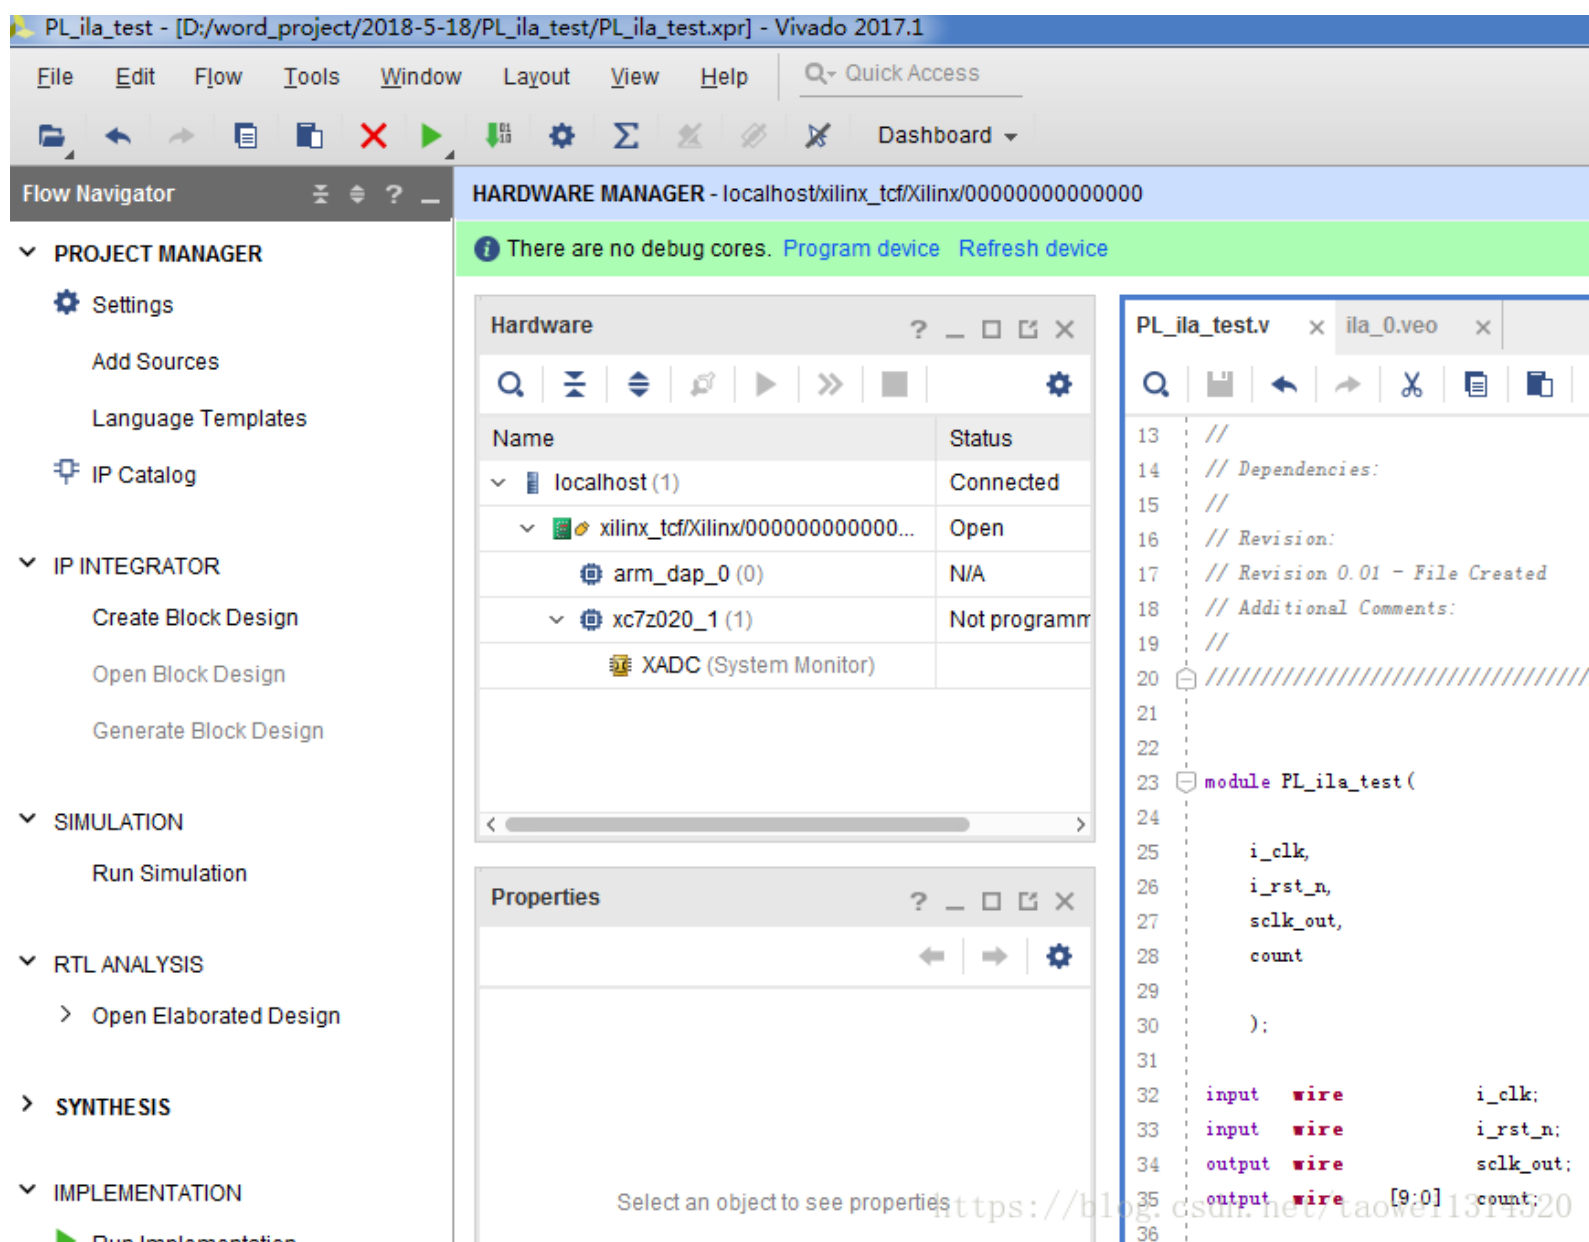 PL_ila_test - [D:/word_project/2018-5-18/PL_ila_test/PL_ila_test.xpr] - Vivado 2017.1
File Edit Flow Tools Window Layout View Help Quick Access
Dashboard
Flow Navigator
HARDWARE MANAGER - localhost/xilinx_tcf/Xilinx/00000000000000
There are no debug cores. Program device Refresh device
PROJECT MANAGER
Settings
Add Sources
Language Templates
IP Catalog
IP INTEGRATOR
Create Block Design
Open Block Design
Generate Block Design
SIMULATION
Run Simulation
RTL ANALYSIS
Open Elaborated Design
SYNTHESIS
IMPLEMENTATION
Run Implementation
Hardware
Name Status
localhost (1) Connected
xilinx_tcf/Xilinx/000000000000... Open
arm_dap_0 (0) N/A
xc7z020_1 (1) Not programm
XADC (System Monitor)
Properties
Select an object to see properties
PL_ila_test.v ila_0.veo
13 //
14 // Dependencies:
15 //
16 // Revision:
17 // Revision 0.01 - File Created
18 // Additional Comments:
19 //
20 ///////////////////////////////////
21
22
23 module PL_ila_test(
24
25 i_clk,
26 i_rst_n,
27 sclk_out,
28 count
29
30 );
31
32 input wire i_clk;
33 input wire i_rst_n;
34 output wire sclk_out;
35 output wire [9:0] count;
36
https://blog.csdn.net/taowei1314520